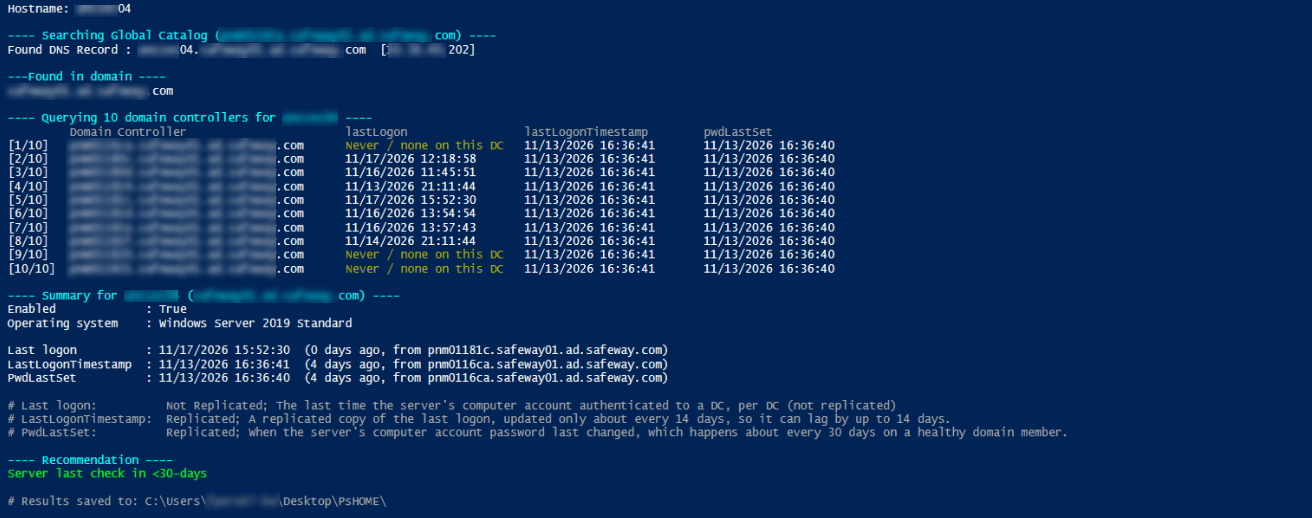 Hostname: 04
---- Searching Global Catalog ( com) ----
Found DNS Record : 04. .com [ 202]
---Found in domain ----
.com
---- Querying 10 domain controllers for ----
Domain Controller lastLogon lastLogonTimestamp pwdLastSet
[1/10] .com Never / none on this DC 11/13/2026 16:36:41 11/13/2026 16:36:40
[2/10] .com 11/17/2026 12:18:58 11/13/2026 16:36:41 11/13/2026 16:36:40
[3/10] .com 11/16/2026 11:45:51 11/13/2026 16:36:41 11/13/2026 16:36:40
[4/10] .com 11/13/2026 21:11:44 11/13/2026 16:36:41 11/13/2026 16:36:40
[5/10] .com 11/17/2026 15:52:30 11/13/2026 16:36:41 11/13/2026 16:36:40
[6/10] .com 11/16/2026 13:54:54 11/13/2026 16:36:41 11/13/2026 16:36:40
[7/10] .com 11/16/2026 13:57:43 11/13/2026 16:36:41 11/13/2026 16:36:40
[8/10] .com 11/14/2026 21:11:44 11/13/2026 16:36:41 11/13/2026 16:36:40
[9/10] .com Never / none on this DC 11/13/2026 16:36:41 11/13/2026 16:36:40
[10/10] .com Never / none on this DC 11/13/2026 16:36:41 11/13/2026 16:36:40
---- Summary for ( com) ----
Enabled : True
Operating system : Windows Server 2019 Standard
Last logon : 11/17/2026 15:52:30 (0 days ago, from pnm01181c.safeway01.ad.safeway.com)
LastLogonTimestamp : 11/13/2026 16:36:41 (4 days ago, from pnm0116ca.safeway01.ad.safeway.com)
PwdLastSet : 11/13/2026 16:36:40 (4 days ago, from pnm0116ca.safeway01.ad.safeway.com)
# Last logon: Not Replicated; The last time the server's computer account authenticated to a DC, per DC (not replicated)
# LastLogonTimestamp: Replicated; A replicated copy of the last logon, updated only about every 14 days, so it can lag by up to 14 days.
# PwdLastSet: Replicated; When the server's computer account password last changed, which happens about every 30 days on a healthy domain member.
---- Recommendation ----
Server last check in <30-days
# Results saved to: C:\Users\ \Desktop\PsHOME\